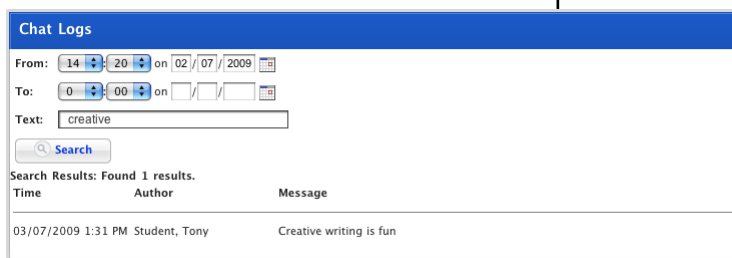 Chat Logs
From: 14 : 20 on 02 / 07 / 2009
To: 0 : 00 on / /
Text: creative
Search
Search Results: Found 1 results.
Time Author Message
03/07/2009 1:31 PM Student, Tony Creative writing is fun